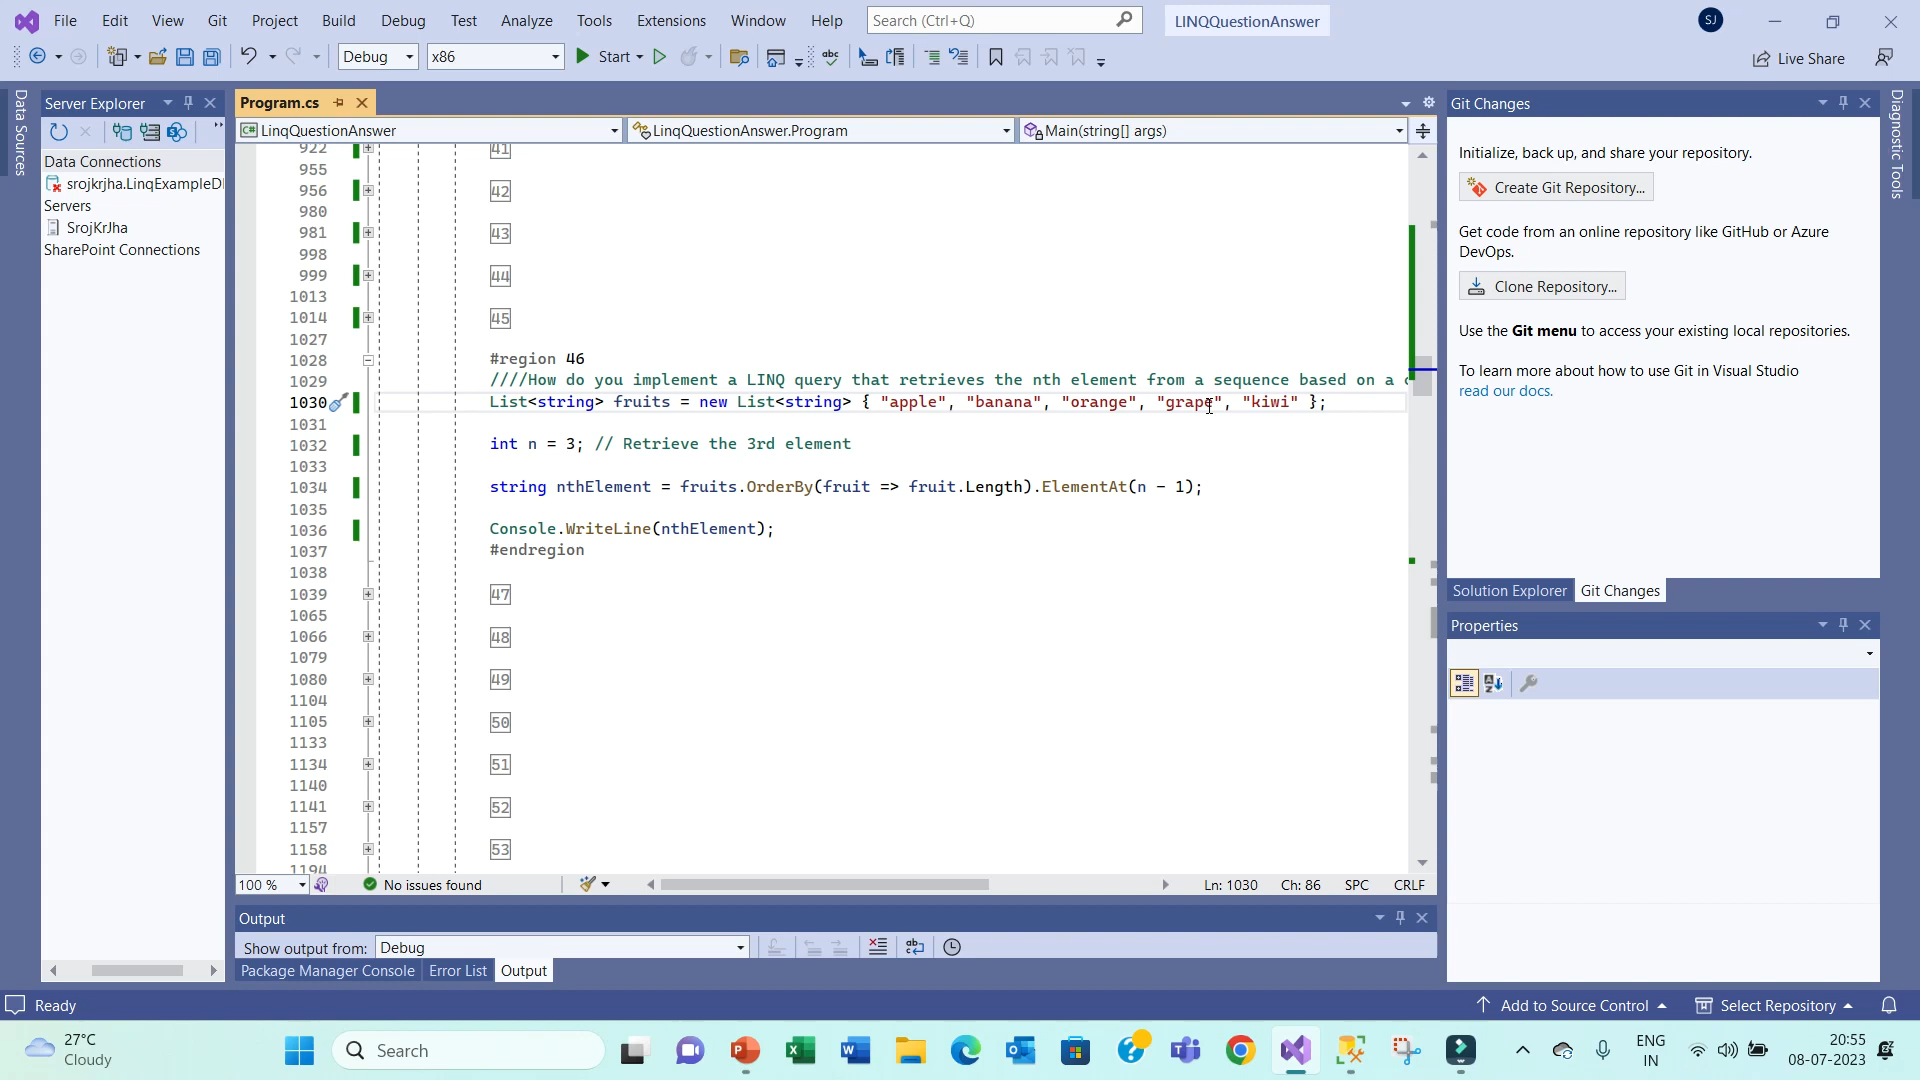 File Edit View Git Project Build Debug Test Analyze Tools Extensions Window Help Search (Ctrl+Q) LINQQuestionAnswer SJ
Debug x86 Start Live Share
Data Sources
Server Explorer
Data Connections
srojkrjha.LinqExampleDI
Servers
SrojKrJha
SharePoint Connections
Program.cs
LinqQuestionAnswer LinqQuestionAnswer.Program Main(string[] args)
922 41
955
956 42
980
981 43
998
999 44
1013
1014 45
1027
1028 #region 46
1029 ////How do you implement a LINQ query that retrieves the nth element from a sequence based on a
1030 List<string> fruits = new List<string> { "apple", "banana", "orange", "grape", "kiwi" };
1031
1032 int n = 3; // Retrieve the 3rd element
1033
1034 string nthElement = fruits.OrderBy(fruit => fruit.Length).ElementAt(n - 1);
1035
1036 Console.WriteLine(nthElement);
1037 #endregion
1038
1039 47
1065
1066 48
1079
1080 49
1104
1105 50
1133
1134 51
1140
1141 52
1157
1158 53
1194
100 % No issues found Ln: 1030 Ch: 86 SPC CRLF
Output
Show output from: Debug
Package Manager Console Error List Output
Git Changes
Initialize, back up, and share your repository.
Create Git Repository...
Get code from an online repository like GitHub or Azure
DevOps.
Clone Repository...
Use the Git menu to access your existing local repositories.
To learn more about how to use Git in Visual Studio
read our docs.
Solution Explorer Git Changes
Properties
Diagnostic Tools
Ready Add to Source Control Select Repository
27°C
Cloudy
Search
ENG
IN
20:55
08-07-2023